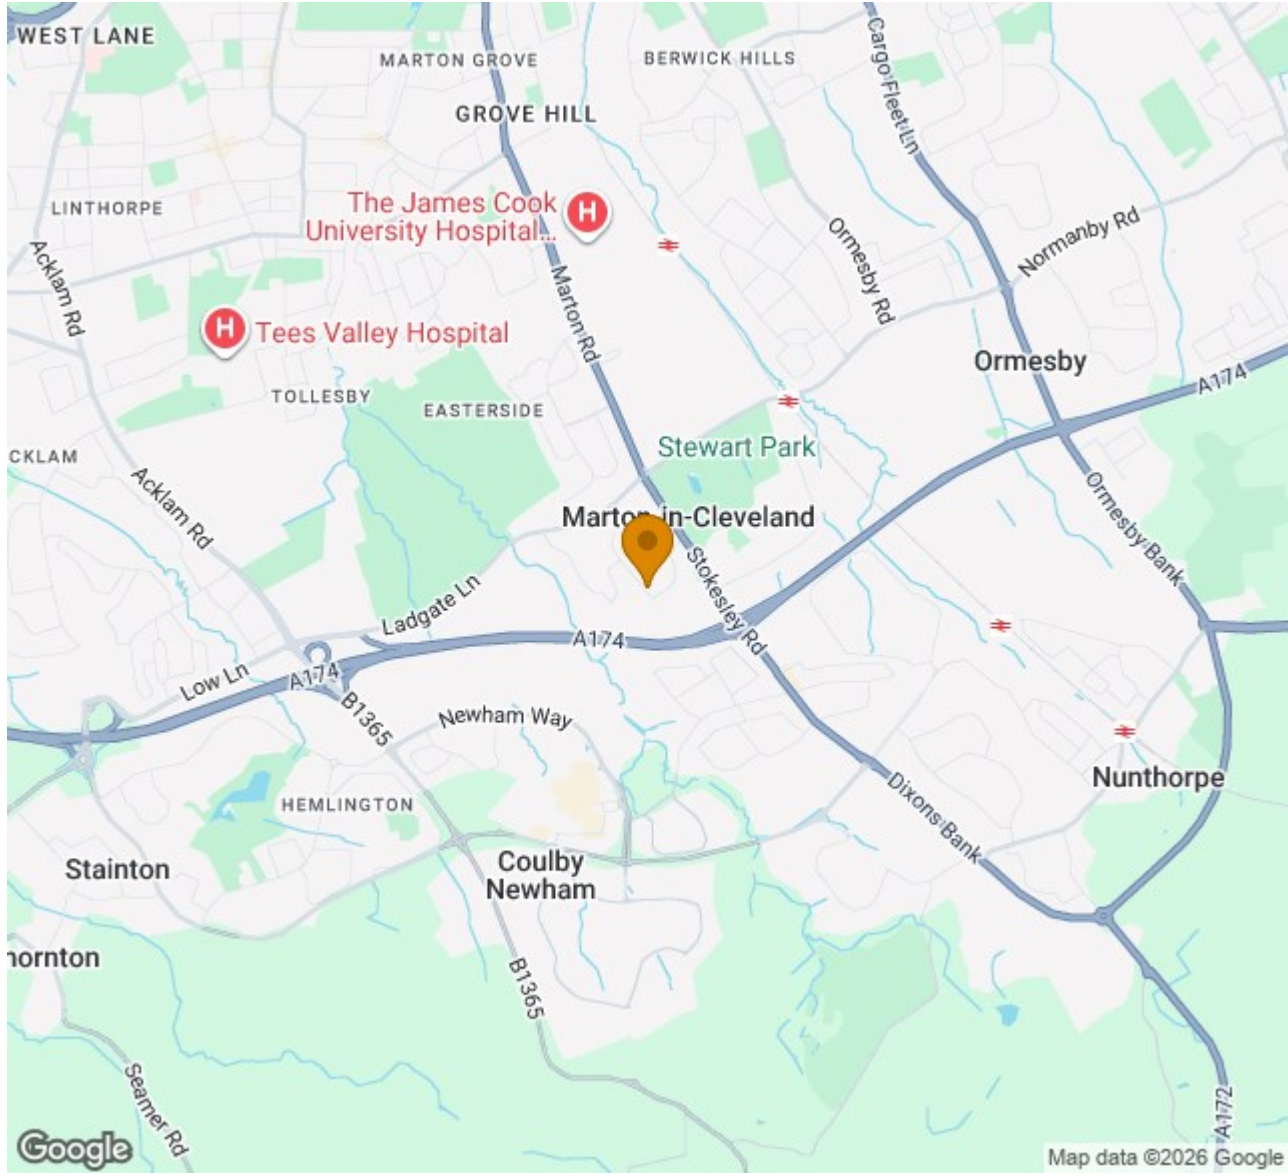 WEST LANE
MARTON GROVE
BERWICK HILLS
Cargo Fleet Ln
GROVE HILL
LINTHORPE
The James Cook
University Hospital...
Acklam Rd
Ormesby Rd
Normanby Rd
Marton Rd
Tees Valley Hospital
Ormesby
A174
TOLLESBY
EASTERSIDE
Stewart Park
CKLAM
Acklam Rd
Marton-in-Cleveland
Ormesby Bank
Stokesley Rd
Ladgate Ln
A174
Low Ln
A174
B1365
Newham Way
Nunthorpe
HEMLINGTON
Dixons Bank
Stainton
Coulby
Newham
hornton
B1365
Seamer Rd
A172
Google
Map data ©2026 Google